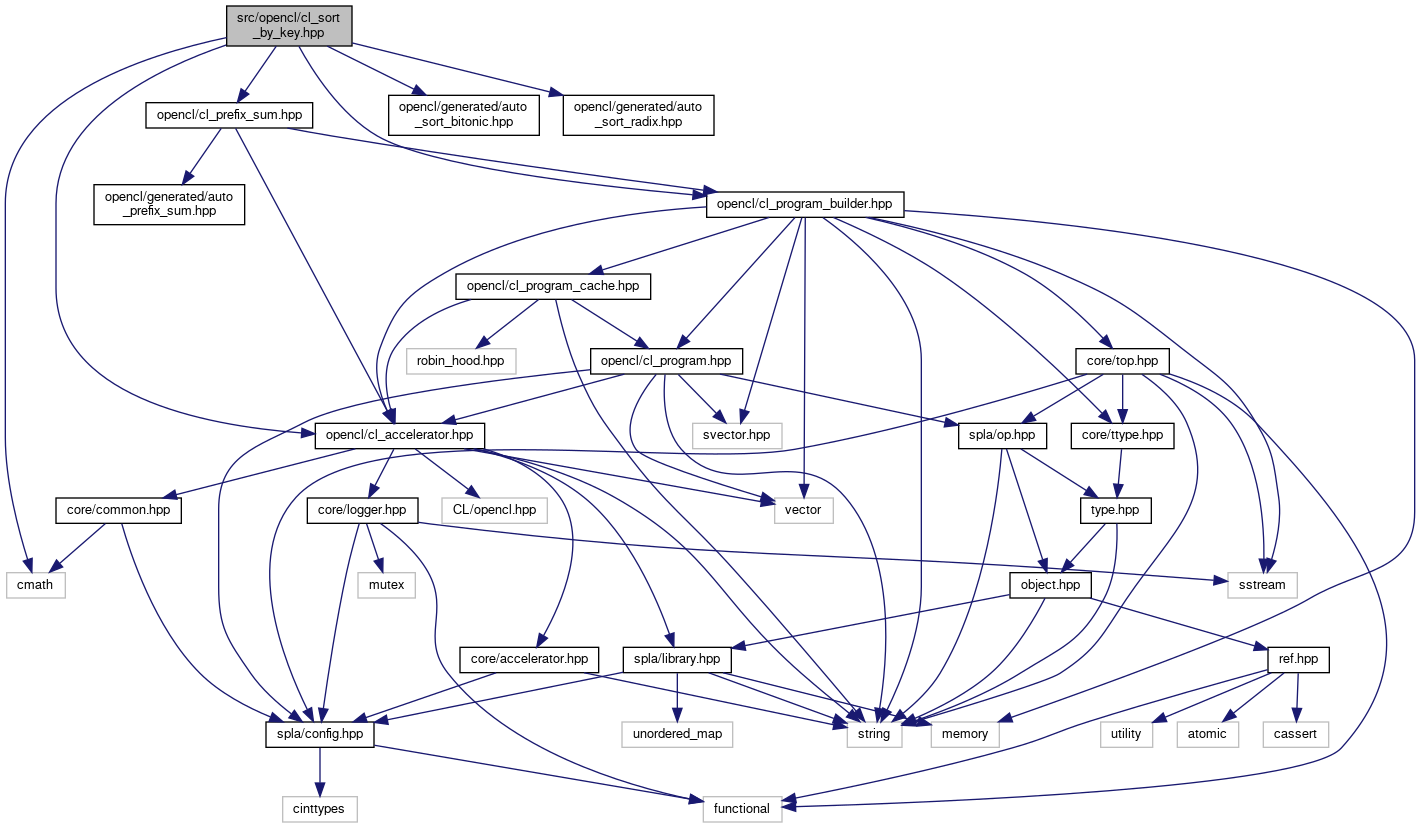 src/opencl/cl_sort
_by_key.hpp
opencl/cl_prefix_sum.hpp
opencl/generated/auto
_sort_bitonic.hpp
opencl/generated/auto
_sort_radix.hpp
opencl/generated/auto
_prefix_sum.hpp
opencl/cl_program_builder.hpp
opencl/cl_program_cache.hpp
robin_hood.hpp
opencl/cl_program.hpp
core/top.hpp
opencl/cl_accelerator.hpp
svector.hpp
spla/op.hpp
core/ttype.hpp
core/common.hpp
core/logger.hpp
CL/opencl.hpp
vector
type.hpp
cmath
mutex
object.hpp
sstream
core/accelerator.hpp
spla/library.hpp
ref.hpp
spla/config.hpp
unordered_map
string
memory
utility
atomic
cassert
cinttypes
functional